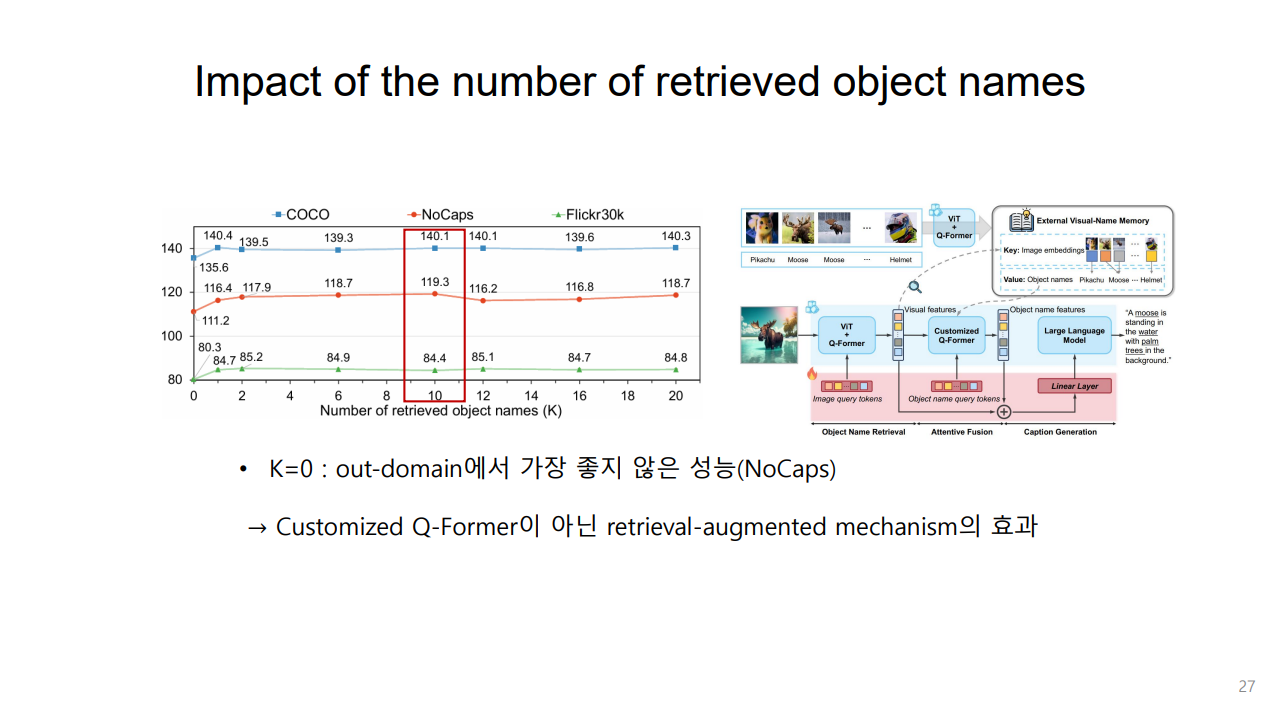 Impact of the number of retrieved object names
COCO NoCaps Flickr30k
140.4 139.5 139.3 140.1 140.1 139.6 140.3
135.6
116.4 117.9 118.7 119.3 116.2 116.8 118.7
111.2
80.3
84.7 85.2 84.9 84.4 85.1 84.7 84.8
140
120
100
80
0 2 4 6 8 10 12 14 16 18 20
Number of retrieved object names (K)
Pikachu Moose Moose ··· Helmet
ViT
+
Q-Former
External Visual-Name Memory
Key: Image embeddings
Value: Object names Pikachu Moose ··· Helmet
Visual features
Object name features
ViT
+
Q-Former
Customized
Q-Former
Large Language
Model
"A moose is
standing in
the water
with palm
trees in the
background."
Image query tokens
Object name query tokens
Linear Layer
Object Name Retrieval
Attentive Fusion
Caption Generation
• K=0 : out-domain에서 가장 좋지 않은 성능(NoCaps)
→ Customized Q-Former이 아닌 retrieval-augmented mechanism의 효과
27